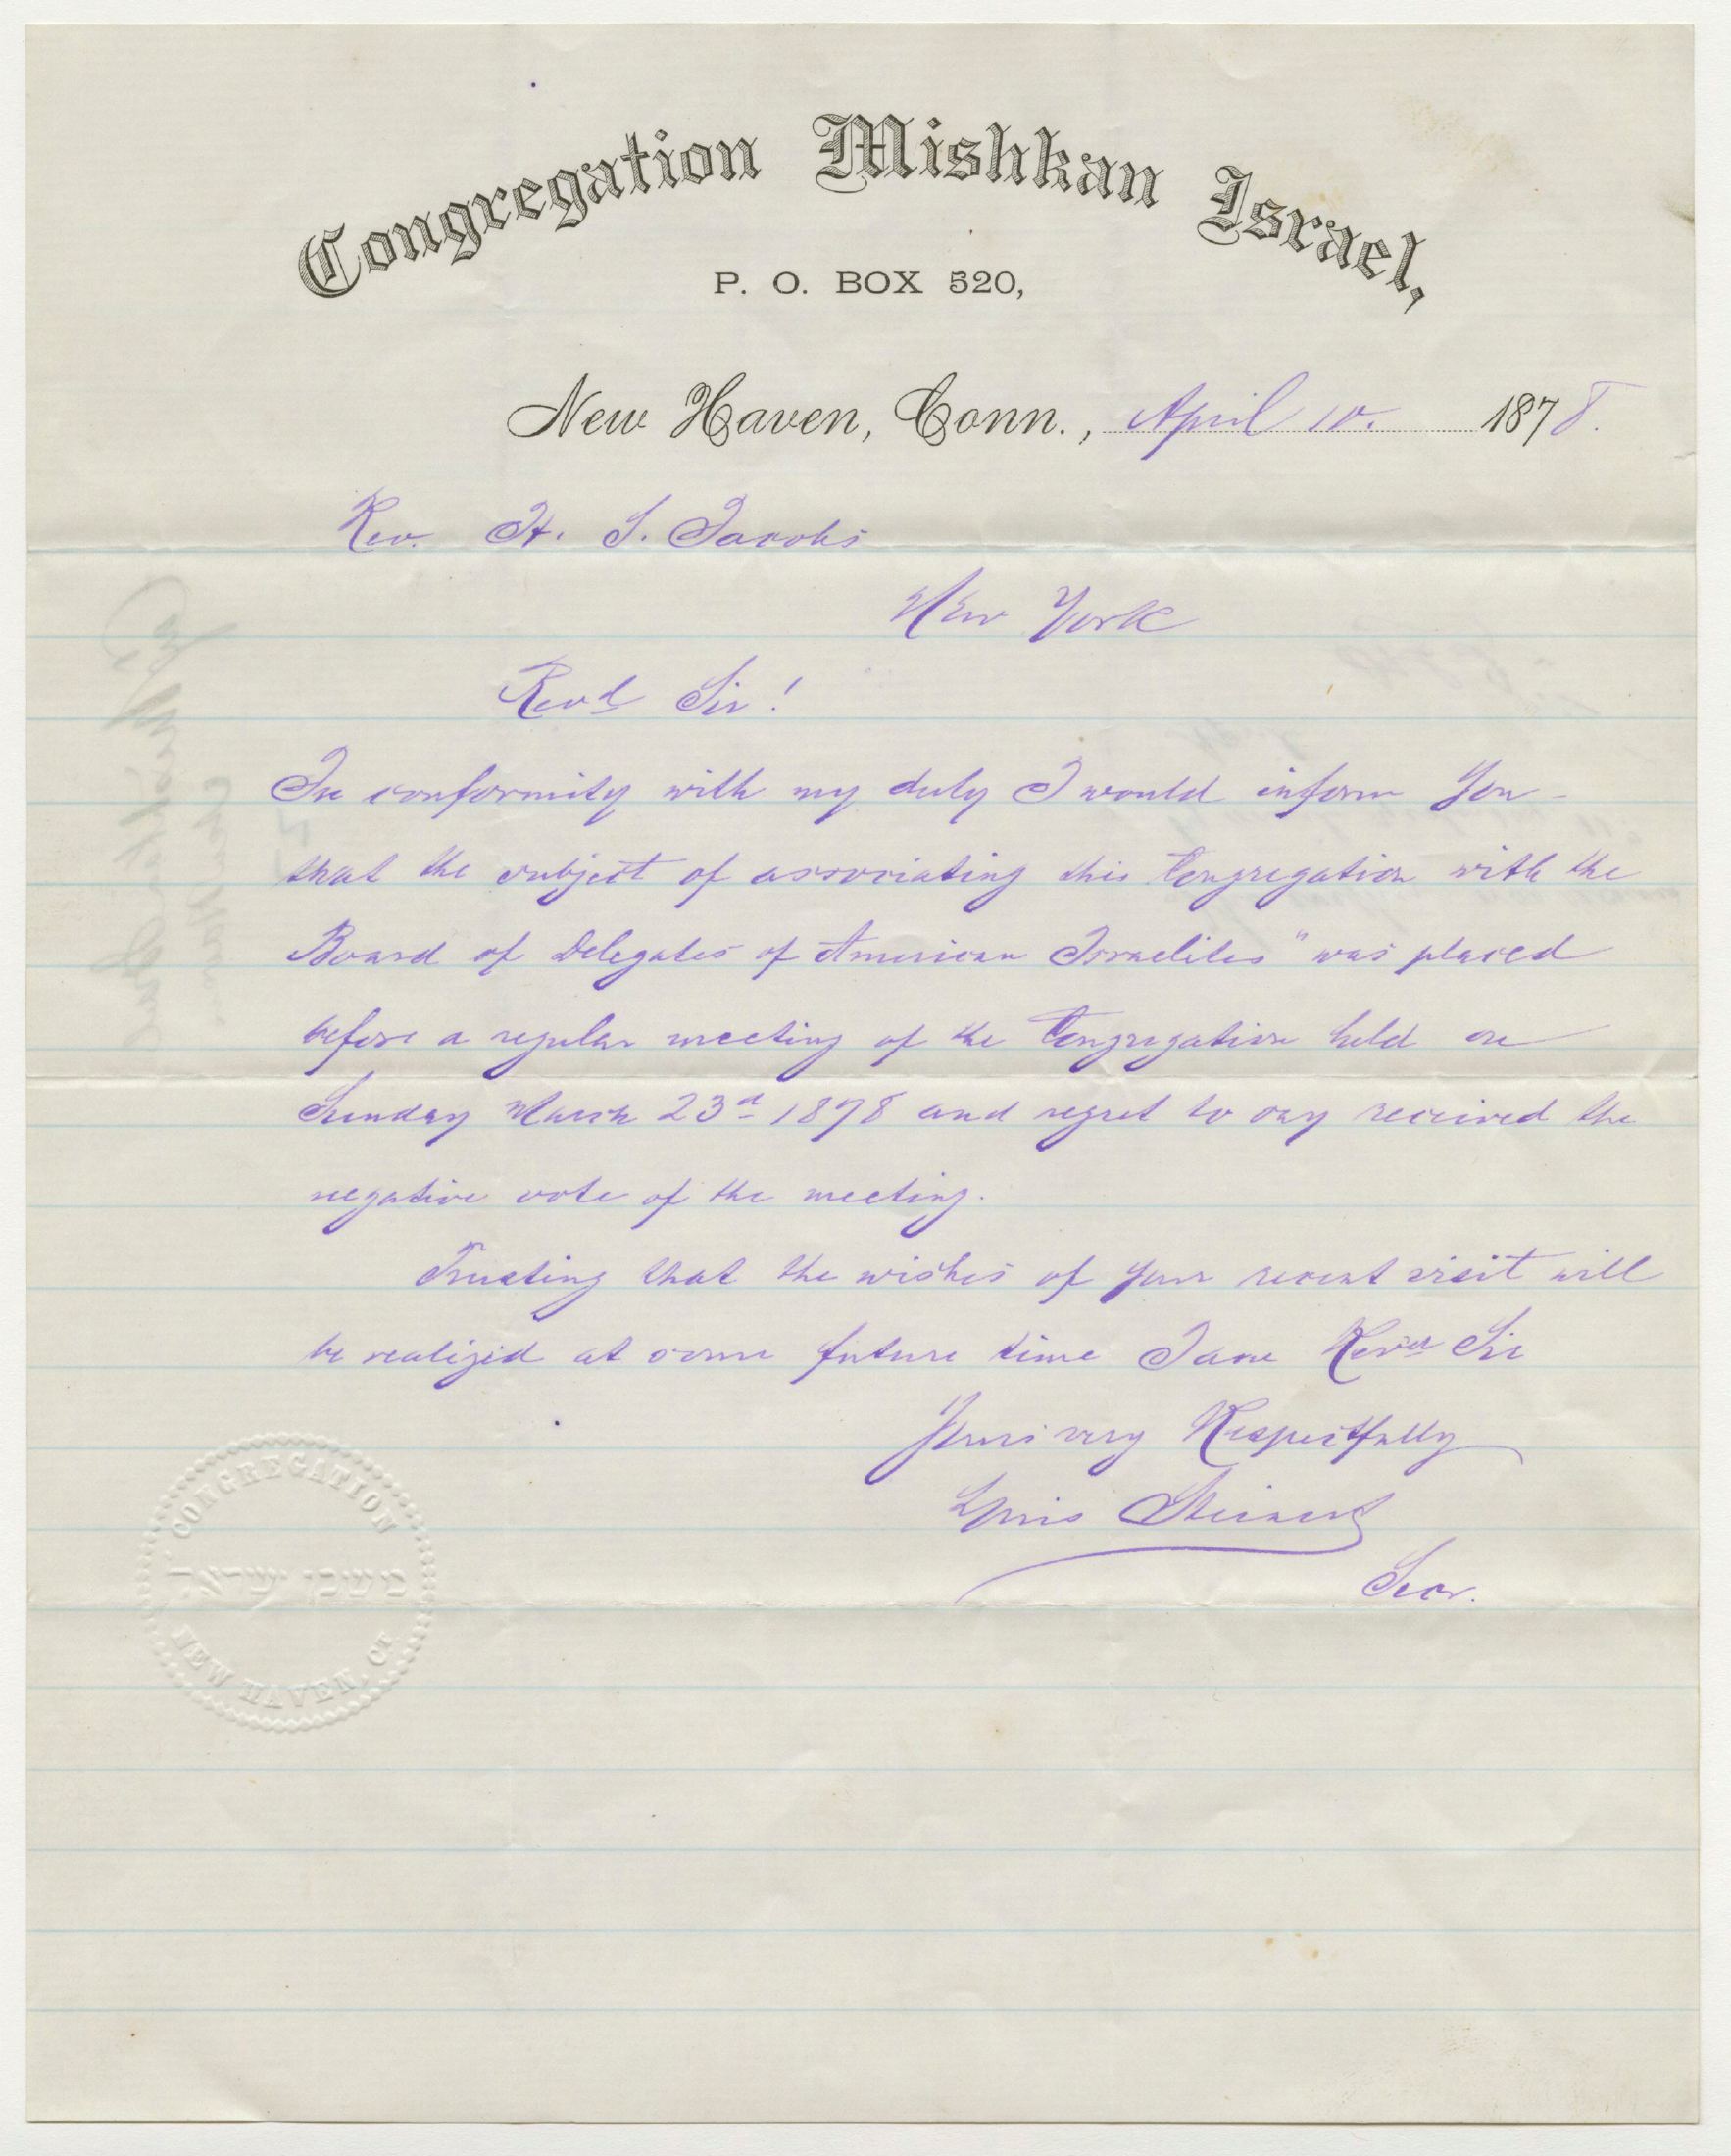 Congregation Mishkan Israel,
P. O. BOX 520,
New Haven, Conn., April 10. 1878.
Rev. H. S. Jacobs
New York
Revd Sir!
In conformity with my duty I would inform You
that the subject of associating this Congregation with the
Board of Delegates of American Israelites" was placed
before a regular meeting of the Congregation held on
Sunday March 23d 1878 and regret to say received the
negative vote of the meeting.
Trusting that the wishes of your recent visit will
be realized at some future time I am Revd Sir
Yours very Respectfully
Louis Steinert
Secr.
CONGREGATION
משכן ישראל
NEW HAVEN, CT